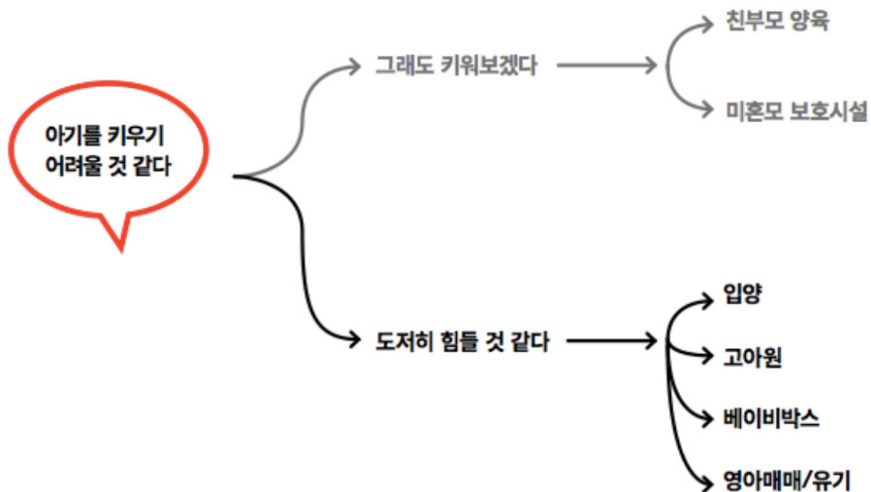 아기를 키우기
어려울 것 같다
그래도 키워보겠다
친부모 양육
미혼모 보호시설
도저히 힘들 것 같다
입양
고아원
베이비박스
영아매매/유기